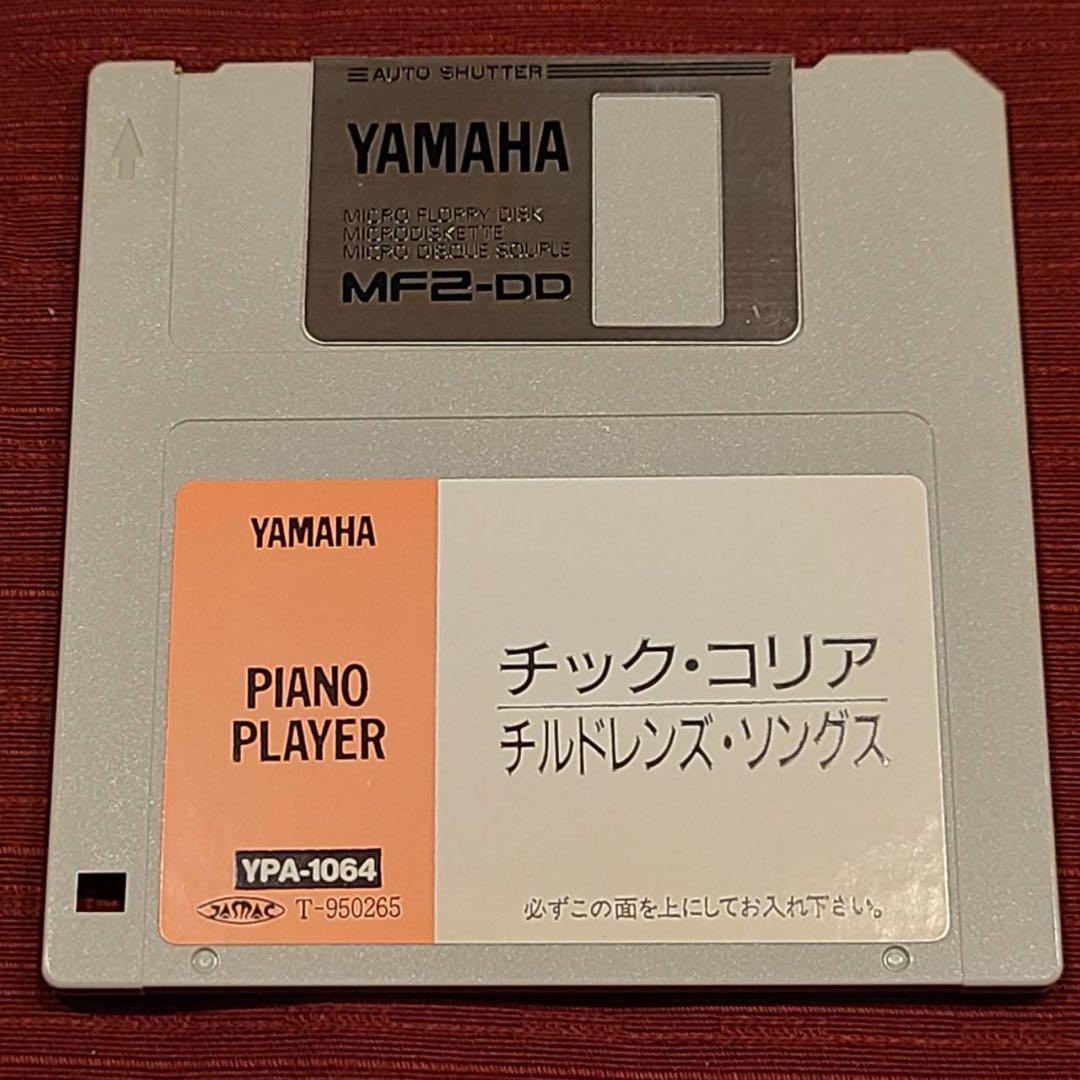 AUTO SHUTTER
YAMAHA
MICRO FLOPPY DISK
MICRODISKETTE
MICRO DISQUE SOUPLE
MF2-DD
YAMAHA
PIANO
PLAYER
YPA-1064
JASRAC T-950265
チック・コリア
チルドレンズ・ソングス
必ずこの面を上にしてお入れ下さい。